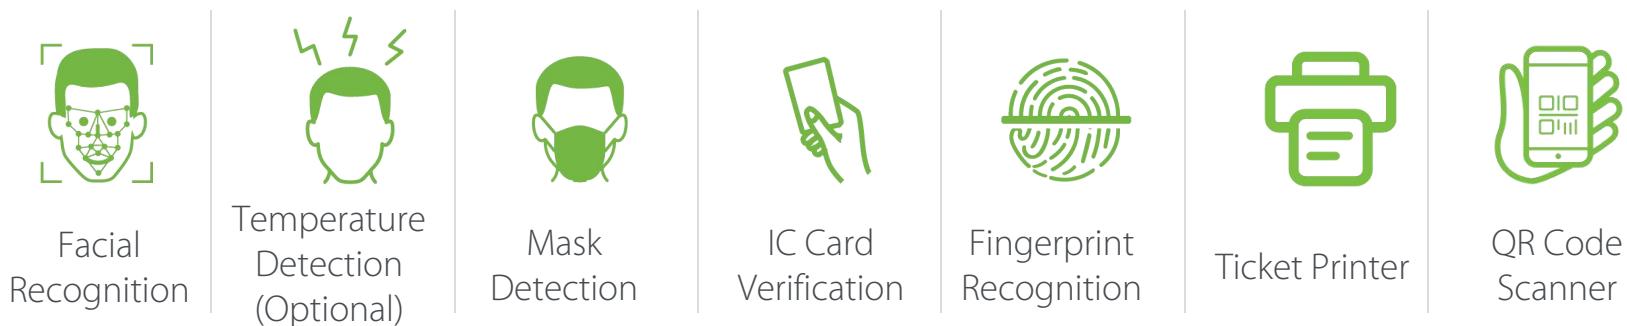 Facial
Recognition
Temperature
Detection
(Optional)
Mask
Detection
IC Card
Verification
Fingerprint
Recognition
Ticket Printer
QR Code
Scanner